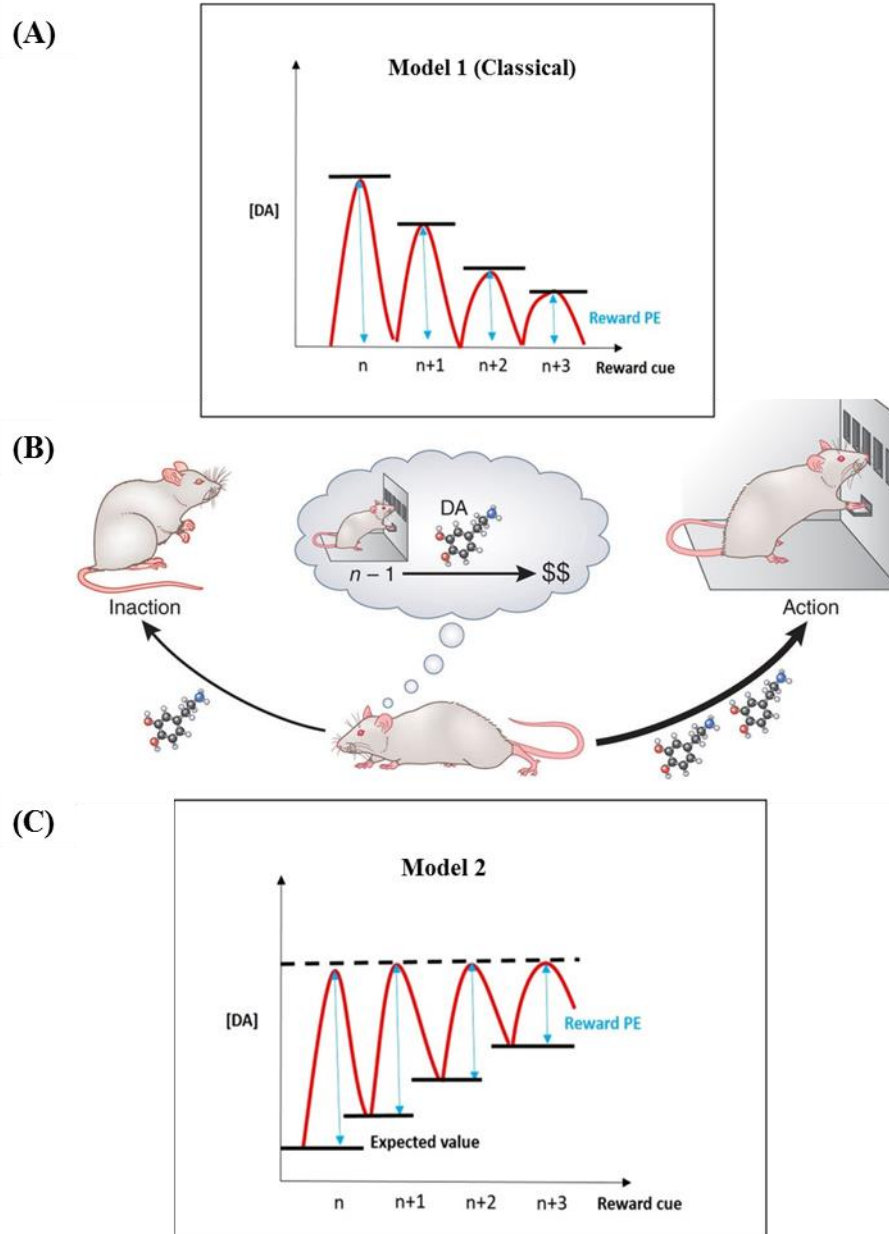 (A)
Model 1 (Classical)
[DA]
Reward PE
n n+1 n+2 n+3 Reward cue
(B)
DA
n – 1 $$
Inaction
Action
(C)
Model 2
[DA]
Reward PE
Expected value
n n+1 n+2 n+3 Reward cue